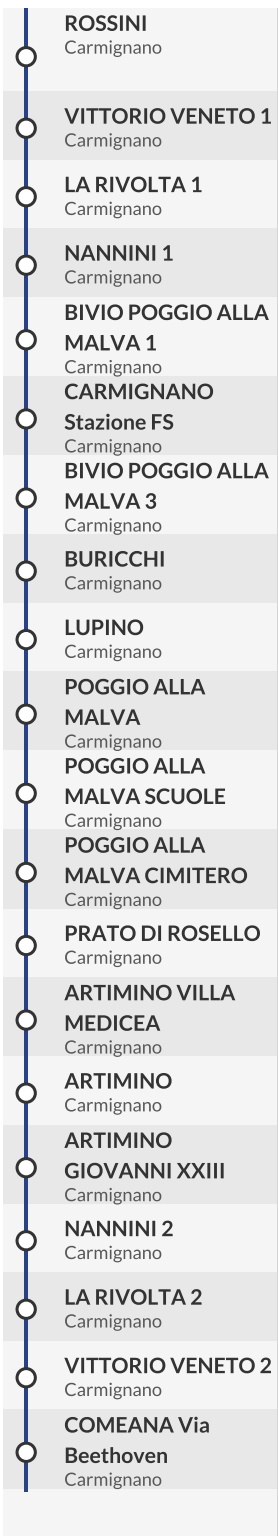 ROSSINI
Carmignano
VITTORIO VENETO 1
Carmignano
LA RIVOLTA 1
Carmignano
NANNINI 1
Carmignano
BIVIO POGGIO ALLA
MALVA 1
Carmignano
CARMIGNANO
Stazione FS
Carmignano
BIVIO POGGIO ALLA
MALVA 3
Carmignano
BURICCHI
Carmignano
LUPINO
Carmignano
POGGIO ALLA
MALVA
Carmignano
POGGIO ALLA
MALVA SCUOLE
Carmignano
POGGIO ALLA
MALVA CIMITERO
Carmignano
PRATO DI ROSELLO
Carmignano
ARTIMINO VILLA
MEDICEA
Carmignano
ARTIMINO
Carmignano
ARTIMINO
GIOVANNI XXIII
Carmignano
NANNINI 2
Carmignano
LA RIVOLTA 2
Carmignano
VITTORIO VENETO 2
Carmignano
COMEANA Via
Beethoven
Carmignano